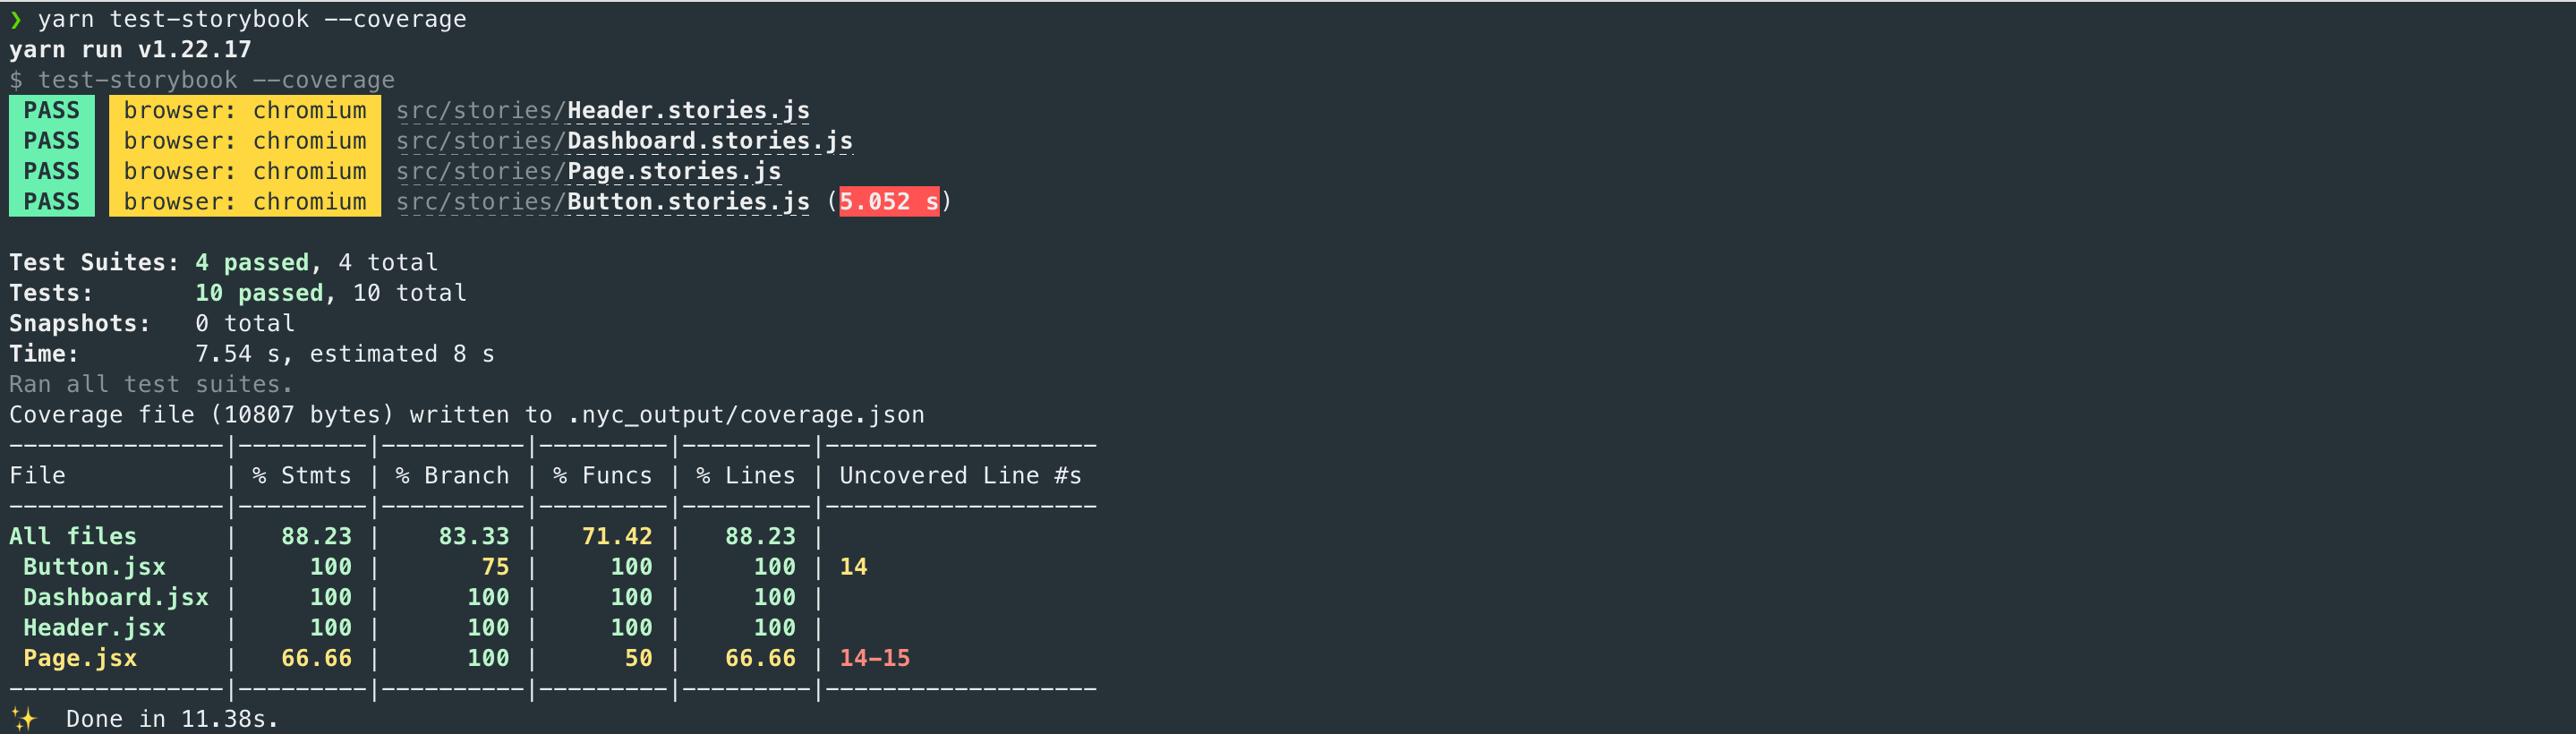 ❯ yarn test-storybook --coverage
yarn run v1.22.17
$ test-storybook --coverage
PASS browser: chromium src/stories/Header.stories.js
PASS browser: chromium src/stories/Dashboard.stories.js
PASS browser: chromium src/stories/Page.stories.js
PASS browser: chromium src/stories/Button.stories.js (5.052 s)
Test Suites: 4 passed, 4 total
Tests: 10 passed, 10 total
Snapshots: 0 total
Time: 7.54 s, estimated 8 s
Ran all test suites.
Coverage file (10807 bytes) written to .nyc_output/coverage.json
---------------|---------|----------|---------|---------|-------------------
File | % Stmts | % Branch | % Funcs | % Lines | Uncovered Line #s
---------------|---------|----------|---------|---------|-------------------
All files | 88.23 | 83.33 | 71.42 | 88.23 |
Button.jsx | 100 | 75 | 100 | 100 | 14
Dashboard.jsx | 100 | 100 | 100 | 100 |
Header.jsx | 100 | 100 | 100 | 100 |
Page.jsx | 66.66 | 100 | 50 | 66.66 | 14-15
---------------|---------|----------|---------|---------|-------------------
✨ Done in 11.38s.